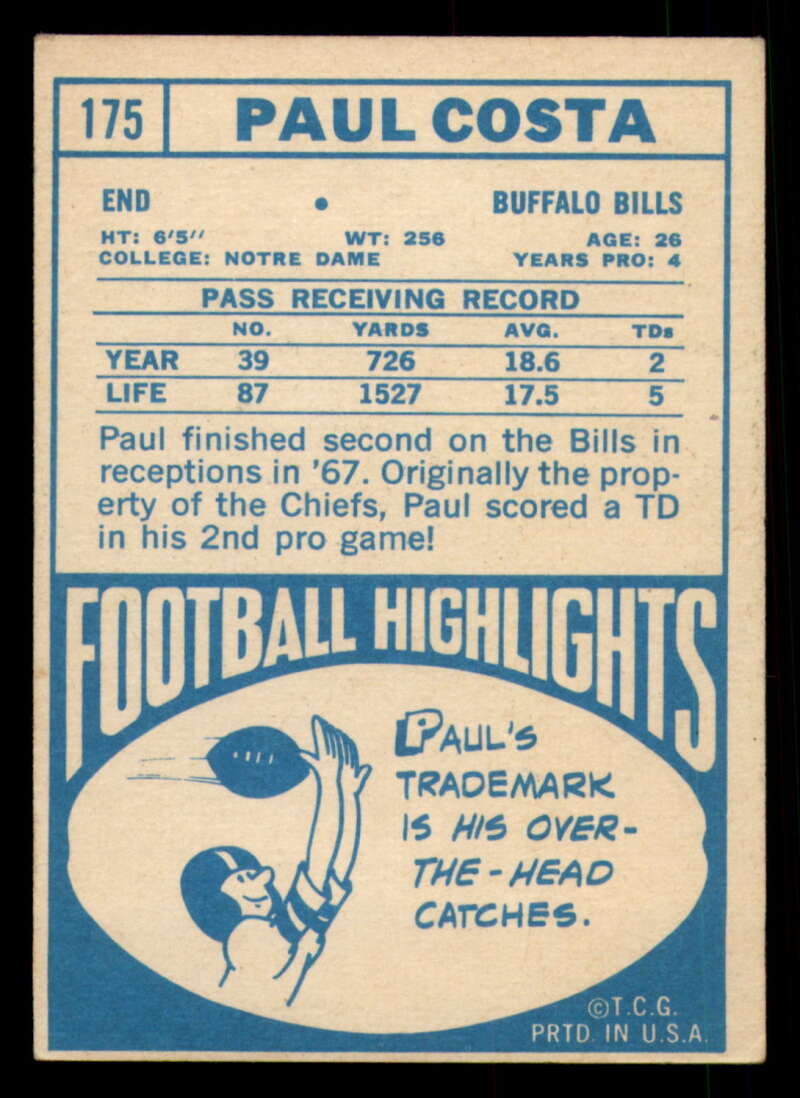 175 PAUL COSTA
END • BUFFALO BILLS
HT: 6'5" WT: 256 AGE: 26
COLLEGE: NOTRE DAME YEARS PRO: 4
PASS RECEIVING RECORD
NO. YARDS AVG. TDs
YEAR 39 726 18.6 2
LIFE 87 1527 17.5 5
Paul finished second on the Bills in
receptions in '67. Originally the prop-
erty of the Chiefs, Paul scored a TD
in his 2nd pro game!
FOOTBALL HIGHLIGHTS
PAUL'S
TRADEMARK
IS HIS OVER-
THE-HEAD
CATCHES.
©T.C.G.
PRTD. IN U.S.A.